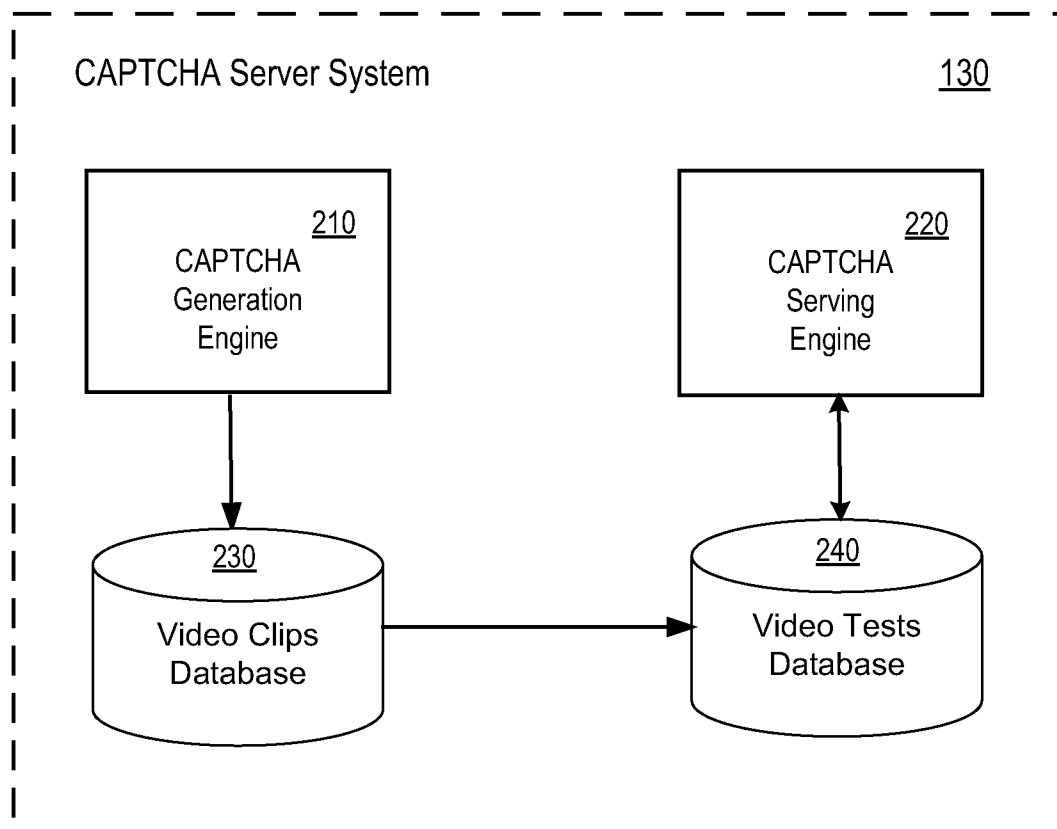 CAPTCHA Server System 130
210
CAPTCHA
Generation
Engine
220
CAPTCHA
Serving
Engine
230
Video Clips
Database
240
Video Tests
Database